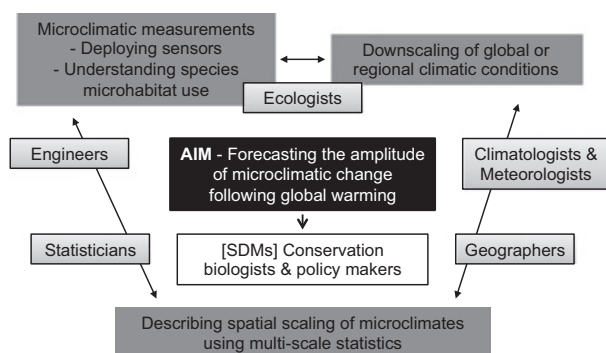 Microclimatic measurements
- Deploying sensors
- Understanding species
microhabitat use
Downscaling of global or
regional climatic conditions
Ecologists
Engineers
AIM - Forecasting the amplitude
of microclimatic change
following global warming
Climatologists &
Meteorologists
Statisticians
[SDMs] Conservation
biologists & policy makers
Geographers
Describing spatial scaling of microclimates
using multi-scale statistics